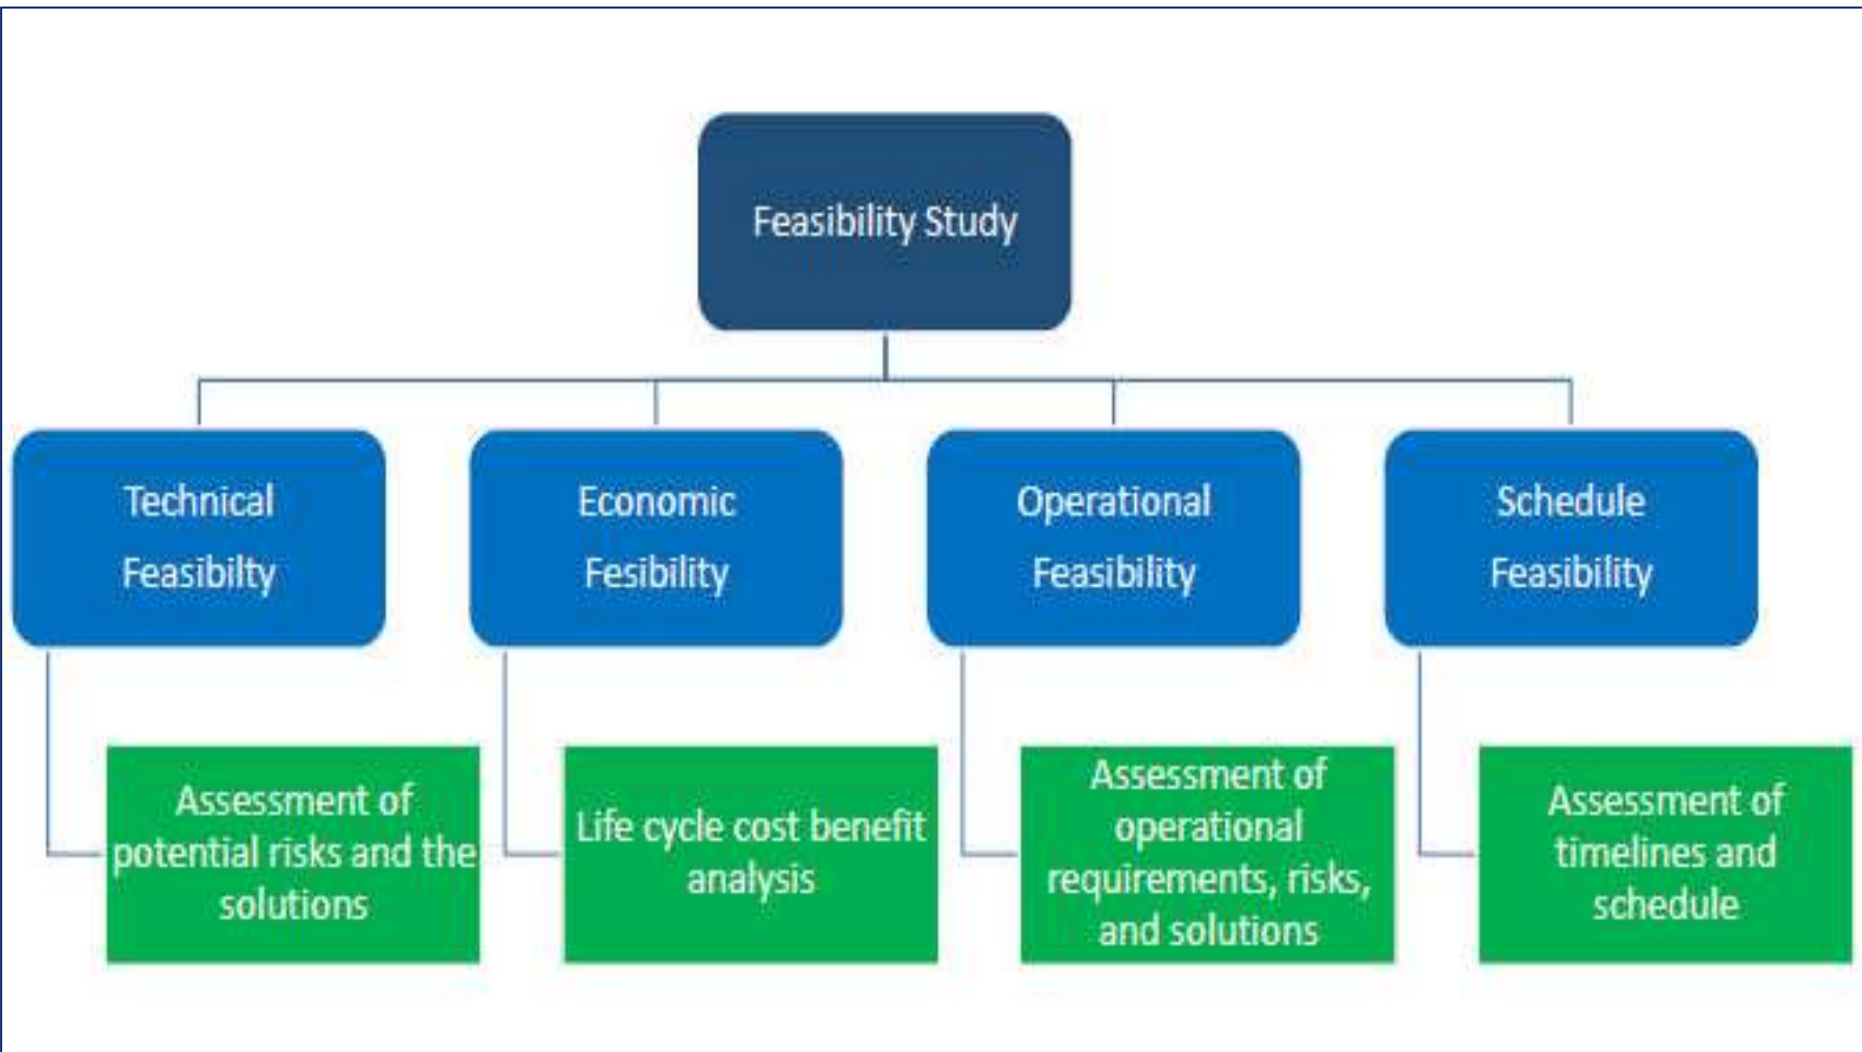 Feasibility Study
Technical
Feasibilty
Economic
Fesibility
Operational
Feasibility
Schedule
Feasibility
Assessment of
potential risks and the
solutions
Life cycle cost benefit
analysis
Assessment of
operational
requirements, risks,
and solutions
Assessment of
timelines and
schedule